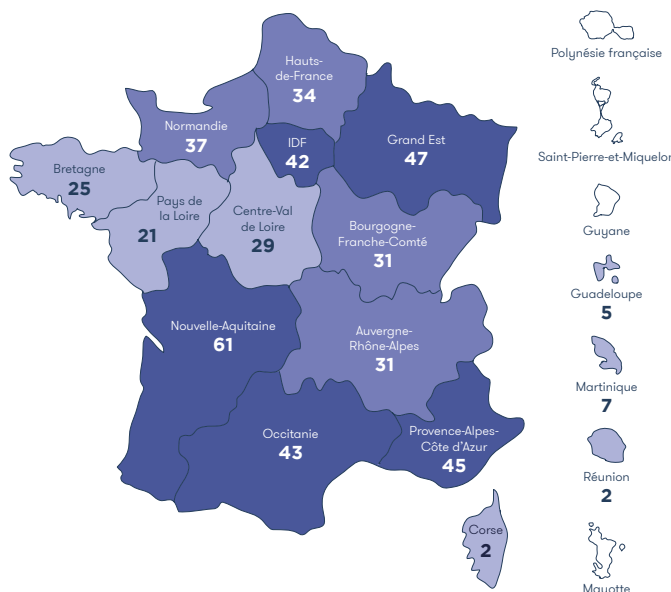 Hauts-
de-France
34
Normandie
37
IDF
42
Grand Est
47
Bretagne
25
Pays de
la Loire
21
Centre-Val
de Loire
29
Bourgogne-
Franche-Comté
31
Nouvelle-Aquitaine
61
Auvergne-
Rhône-Alpes
31
Occitanie
43
Provence-Alpes-
Côte d'Azur
45
Corse
2
Polynésie française
Saint-Pierre-et-Miquelon
Guyane
Guadeloupe
5
Martinique
7
Réunion
2
Mayotte